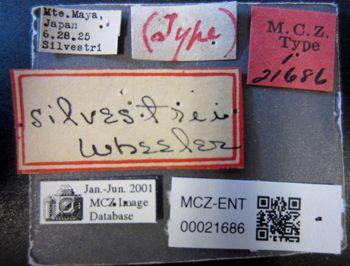 Mte. Maya,
Japan
6.28.25
Silvestri
(Type)
M.C.Z.
Type
1.
21686
silvestrii
Wheeler
Jan.-Jun. 2001
MCZ Image
Database
MCZ-ENT
00021686